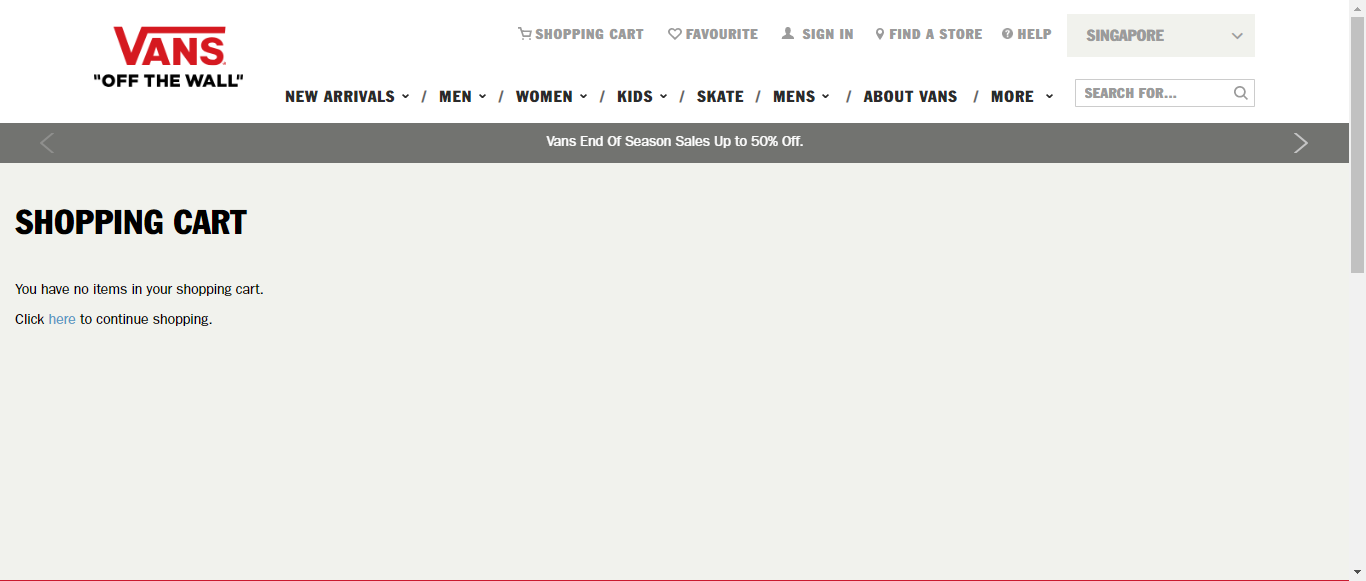 VANS
"OFF THE WALL"
SHOPPING CART FAVOURITE SIGN IN FIND A STORE HELP SINGAPORE
NEW ARRIVALS / MEN / WOMEN / KIDS / SKATE / MENS / ABOUT VANS / MORE SEARCH FOR...
Vans End Of Season Sales Up to 50% Off.
SHOPPING CART
You have no items in your shopping cart.
Click here to continue shopping.